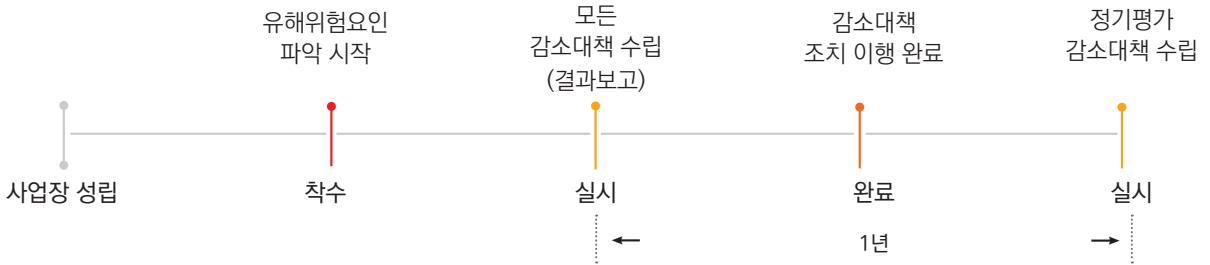 유해위험요인
파악 시작
모든
감소대책 수립
(결과보고)
감소대책
조치 이행 완료
정기평가
감소대책 수립
사업장 성립
착수
실시
완료
실시
1년